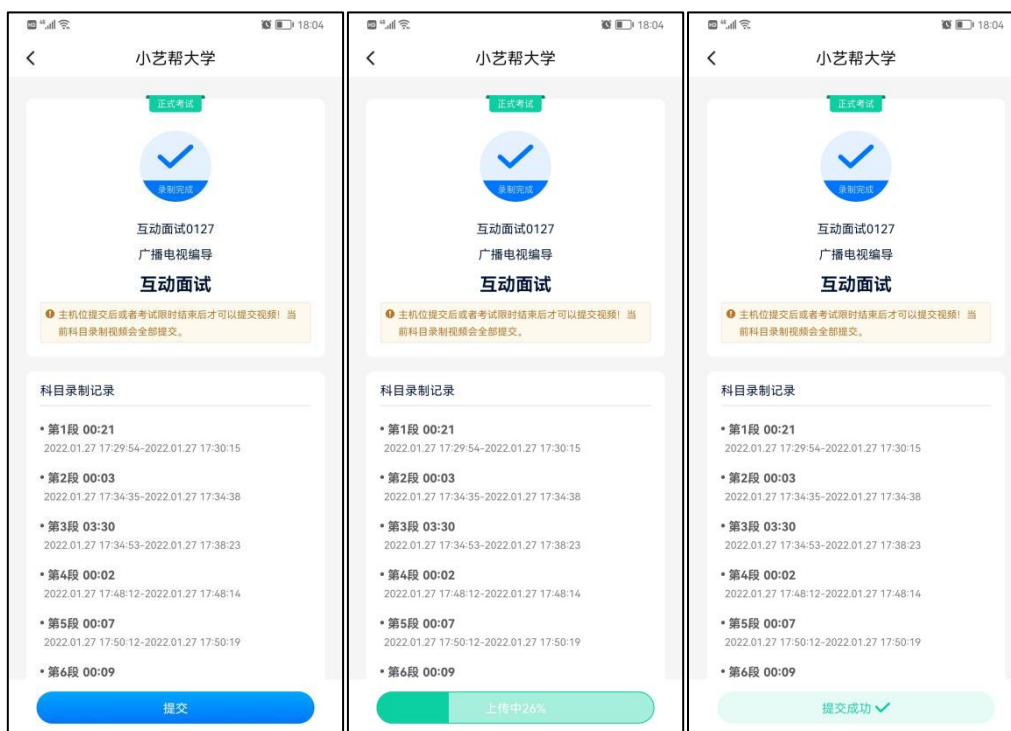 18:04
小艺帮大学
正式考试
录制完成
互动面试0127
广播电视编导
互动面试
主机位提交后或者考试限时结束后才可以提交视频！当
前科目录制视频会全部提交。
科目录制记录
• 第1段 00:21
2022.01.27 17:29:54-2022.01.27 17:30:15
• 第2段 00:03
2022.01.27 17:34:35-2022.01.27 17:34:38
• 第3段 03:30
2022.01.27 17:34:53-2022.01.27 17:38:23
• 第4段 00:02
2022.01.27 17:48:12-2022.01.27 17:48:14
• 第5段 00:07
2022.01.27 17:50:12-2022.01.27 17:50:19
• 第6段 00:09
提交
18:04
小艺帮大学
正式考试
录制完成
互动面试0127
广播电视编导
互动面试
主机位提交后或者考试限时结束后才可以提交视频！当
前科目录制视频会全部提交。
科目录制记录
• 第1段 00:21
2022.01.27 17:29:54-2022.01.27 17:30:15
• 第2段 00:03
2022.01.27 17:34:35-2022.01.27 17:34:38
• 第3段 03:30
2022.01.27 17:34:53-2022.01.27 17:38:23
• 第4段 00:02
2022.01.27 17:48:12-2022.01.27 17:48:14
• 第5段 00:07
2022.01.27 17:50:12-2022.01.27 17:50:19
• 第6段 00:09
上传中26%
18:04
小艺帮大学
正式考试
录制完成
互动面试0127
广播电视编导
互动面试
主机位提交后或者考试限时结束后才可以提交视频！当
前科目录制视频会全部提交。
科目录制记录
• 第1段 00:21
2022.01.27 17:29:54-2022.01.27 17:30:15
• 第2段 00:03
2022.01.27 17:34:35-2022.01.27 17:34:38
• 第3段 03:30
2022.01.27 17:34:53-2022.01.27 17:38:23
• 第4段 00:02
2022.01.27 17:48:12-2022.01.27 17:48:14
• 第5段 00:07
2022.01.27 17:50:12-2022.01.27 17:50:19
• 第6段 00:09
提交成功